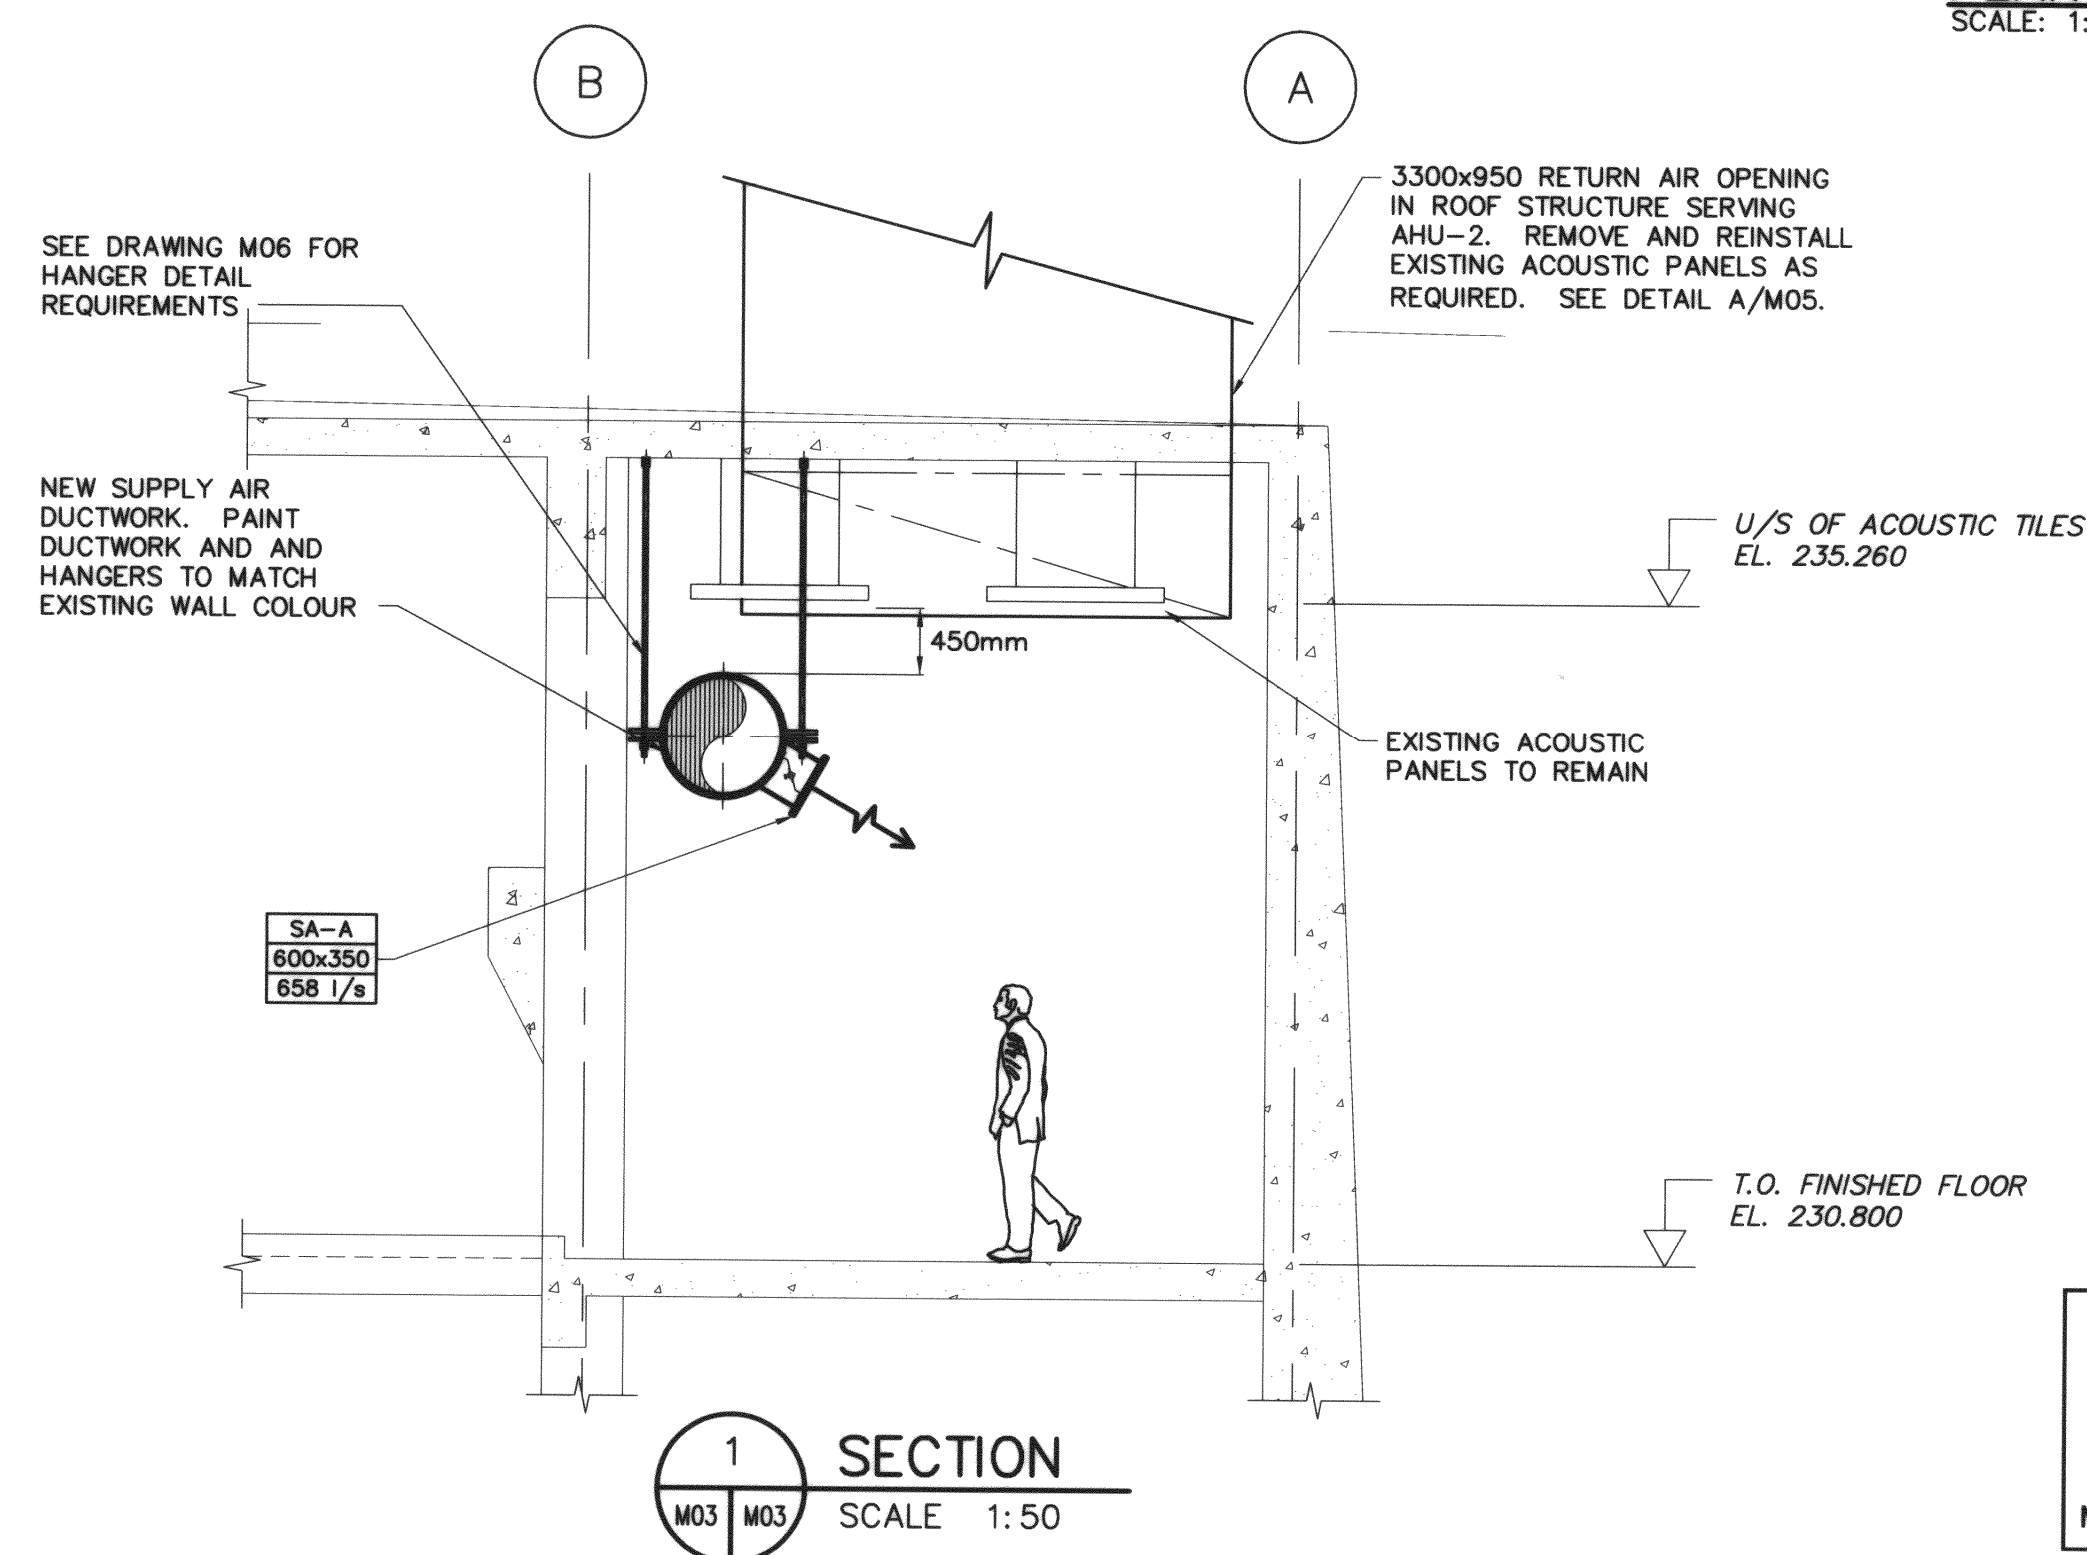 SCALE: 1:
B
A
3300x950 RETURN AIR OPENING
IN ROOF STRUCTURE SERVING
AHU-2. REMOVE AND REINSTALL
EXISTING ACOUSTIC PANELS AS
REQUIRED. SEE DETAIL A/M05.
SEE DRAWING M06 FOR
HANGER DETAIL
REQUIREMENTS
NEW SUPPLY AIR
DUCTWORK. PAINT
DUCTWORK AND AND
HANGERS TO MATCH
EXISTING WALL COLOUR
U/S OF ACOUSTIC TILES
EL. 235.260
450mm
EXISTING ACOUSTIC
PANELS TO REMAIN
SA-A
600x350
658 l/s
T.O. FINISHED FLOOR
EL. 230.800
1
M03 M03
SECTION
SCALE 1:50